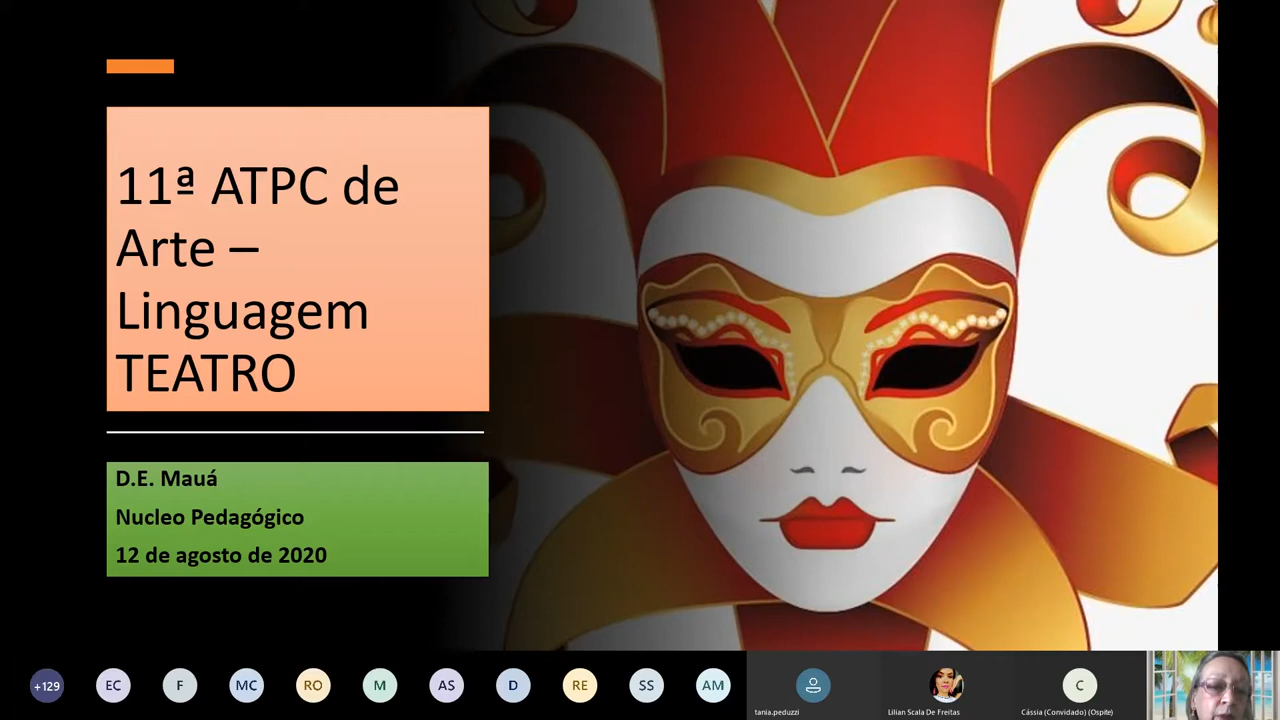 11ª ATPC de
Arte –
Linguagem
TEATRO
D.E. Mauá
Nucleo Pedagógico
12 de agosto de 2020
+129
EC
F
MC
RO
M
AS
D
RE
SS
AM
C
tania.peduzzi
Lilian Scala De Freitas
Cássia (Convidado) (Ospite)